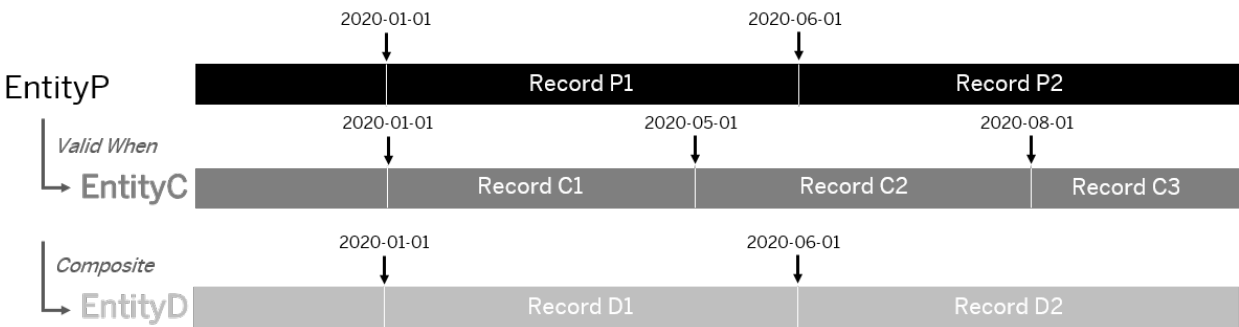 2020-01-01 2020-06-01
EntityP Record P1 Record P2
2020-01-01 2020-05-01 2020-08-01
Valid When
EntityC Record C1 Record C2 Record C3
2020-01-01 2020-06-01
Composite
EntityD Record D1 Record D2